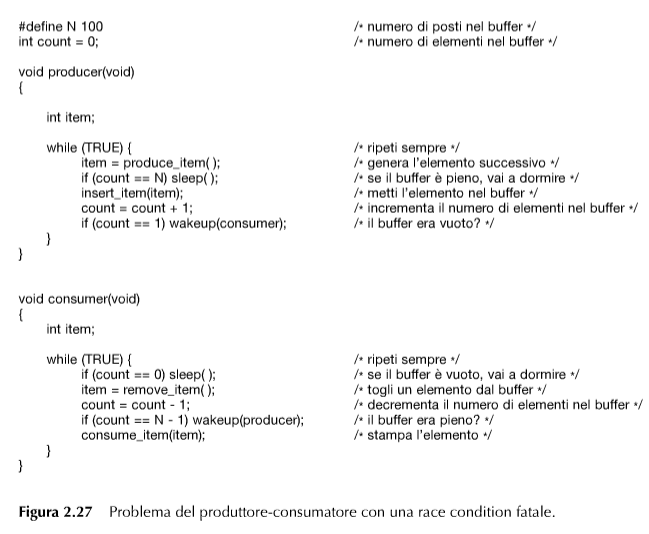 #define N 100 /* numero di posti nel buffer */
int count = 0; /* numero di elementi nel buffer */
void producer(void)
{
int item;
while (TRUE) { /* ripeti sempre */
item = produce_item( ); /* genera l'elemento successivo */
if (count == N) sleep( ); /* se il buffer è pieno, vai a dormire */
insert_item(item); /* metti l'elemento nel buffer */
count = count + 1; /* incrementa il numero di elementi nel buffer */
if (count == 1) wakeup(consumer); /* il buffer era vuoto? */
}
}
void consumer(void)
{
int item;
while (TRUE) { /* ripeti sempre */
if (count == 0) sleep( ); /* se il buffer è vuoto, vai a dormire */
item = remove_item( ); /* togli un elemento dal buffer */
count = count - 1; /* decrementa il numero di elementi nel buffer */
if (count == N - 1) wakeup(producer); /* il buffer era pieno? */
consume_item(item); /* stampa l'elemento */
}
}
Figura 2.27 Problema del produttore-consumatore con una race condition fatale.